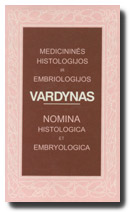 MEDICININĖS
HISTOLOGIJOS
IR
EMBRIOLOGIJOS
VARDYNAS
NOMINA
HISTOLOGICA
ET
EMBRYOLOGICA